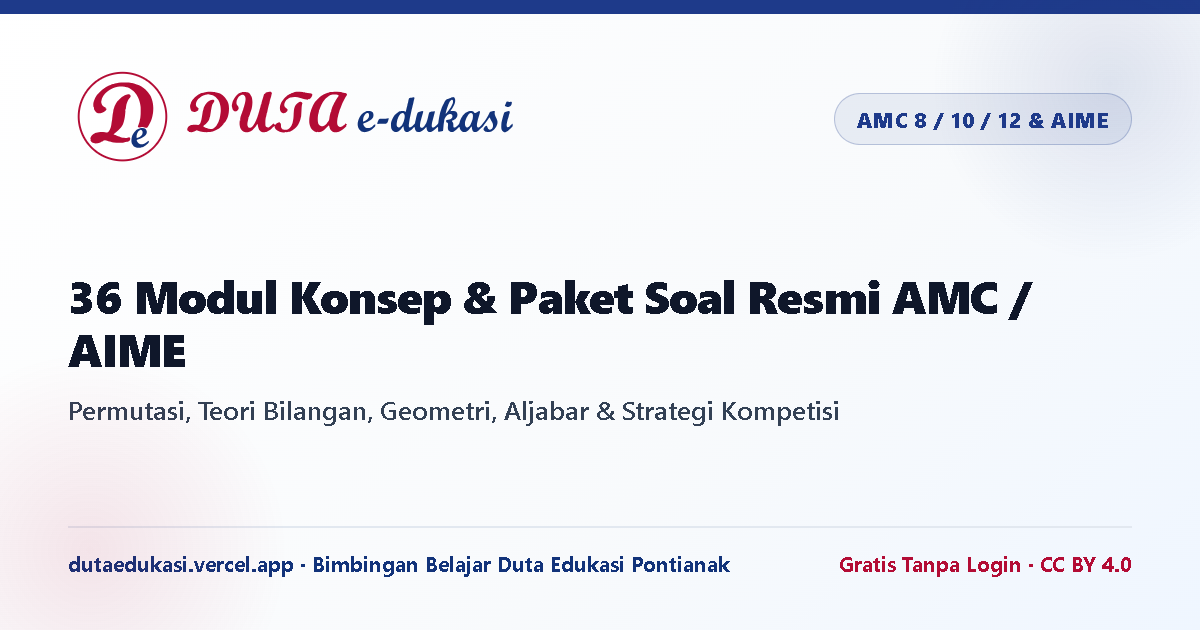 De
DUTA e-dukasi
AMC 8 / 10 / 12 & AIME
36 Modul Konsep & Paket Soal Resmi AMC /
AIME
Permutasi, Teori Bilangan, Geometri, Aljabar & Strategi Kompetisi
dutaedukasi.vercel.app · Bimbingan Belajar Duta Edukasi Pontianak
Gratis Tanpa Login · CC BY 4.0